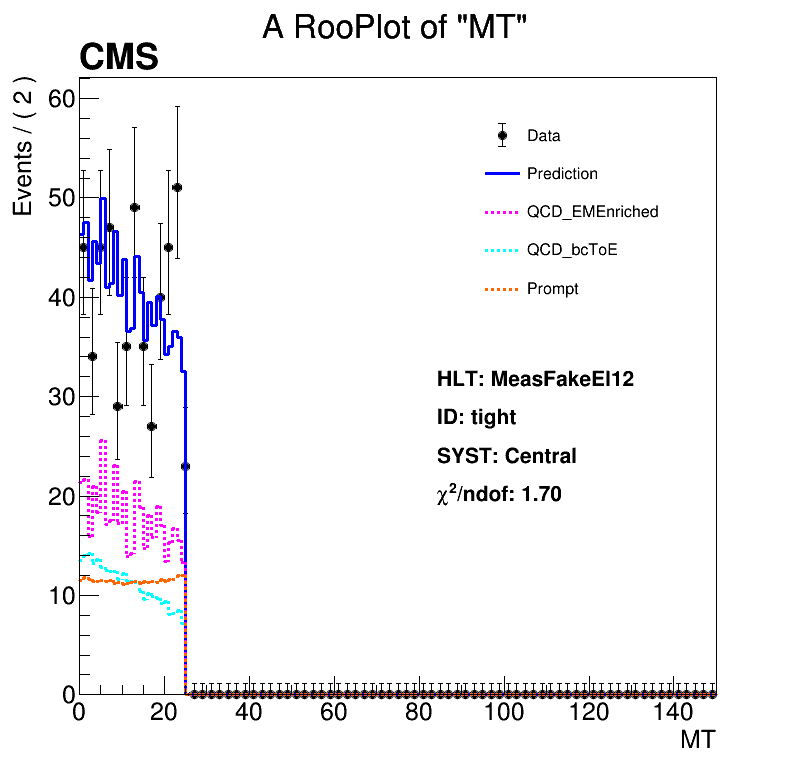 A RooPlot of "MT"
CMS
Events / ( 2 )
60
50
40
30
20
10
0
Data
Prediction
QCD_EMEnriched
QCD_bcToE
Prompt
HLT: MeasFakeEl12
ID: tight
SYST: Central
χ²/ndof: 1.70
0 20 40 60 80 100 120 140
MT